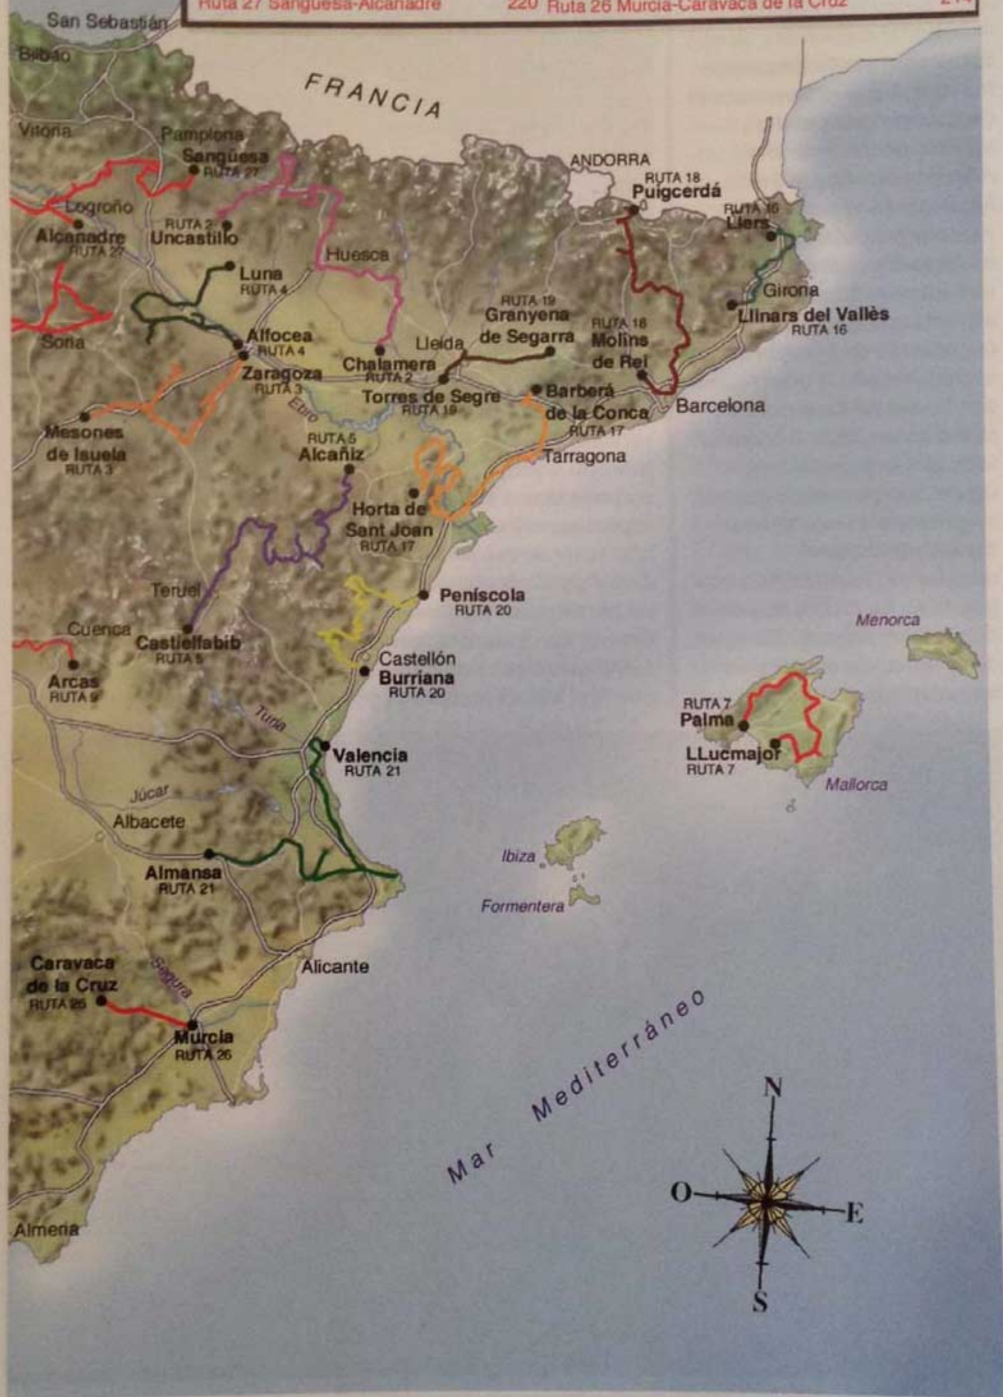 Ruta 27 Sangüesa-Alcanadre 220 Ruta 26 Murcia-Caravaca de la Cruz 214
San Sebastián
Bilbao
FRANCIA
Vitoria
Pamplona
Sangüesa
RUTA 27
ANDORRA
RUTA 18
Puigcerdá
Logroño
Alcanadre
RUTA 27
RUTA 2
Uncastillo
RUTA 16
Llers
Huesca
Luna
RUTA 4
Girona
Llinars del Vallès
RUTA 16
RUTA 19
Granyena
de Segarra
RUTA 18
Molins
de Rei
Soria
Alfocea
RUTA 4
Lleida
Zaragoza
RUTA 3
Chalamera
RUTA 2
Torres de Segre
RUTA 19
Barberá
de la Conca
RUTA 17
Barcelona
Ebro
Mesones
de Isuela
RUTA 3
RUTA 5
Alcañiz
Tarragona
Horta de
Sant Joan
RUTA 17
Teruel
Peníscola
RUTA 20
Cuenca
Castielfabib
RUTA 5
Menorca
Arcas
RUTA 9
Castellón
Burriana
RUTA 20
RUTA 7
Palma
Turia
LLucmajor
RUTA 7
Valencia
RUTA 21
Mallorca
Júcar
Albacete
Ibiza
Almansa
RUTA 21
Formentera
Caravaca
de la Cruz
RUTA 26
Segura
Alicante
Murcia
RUTA 26
Mar Mediterráneo
N
O
E
S
Almeria